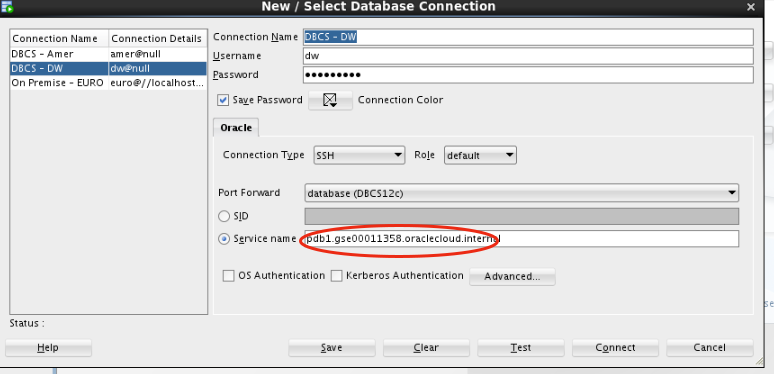 New / Select Database Connection
Connection Name Connection Details
DBCS - Amer amer@null
DBCS - DW dw@null
On Premise - EURO euro@//localhost...
Connection Name DBCS - DW
Username dw
Password •••••••••
Save Password Connection Color
Oracle
Connection Type SSH Role default
Port Forward database (DBCS12c)
SID
Service name pdb1.gse00011358.oraclecloud.internal
OS Authentication Kerberos Authentication Advanced...
Status :
Help Save Clear Test Connect Cancel